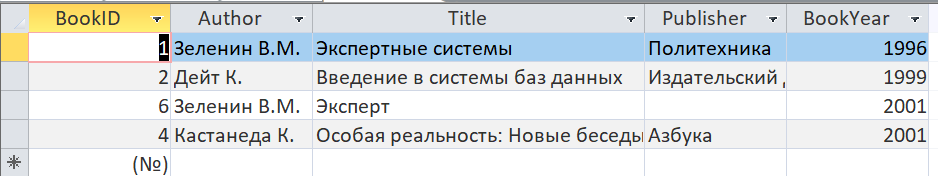 BookID Author Title Publisher BookYear
1 Зеленин В.М. Экспертные системы Политехника 1996
2 Дейт К. Введение в системы баз данных Издательский 1999
6 Зеленин В.М. Эксперт 2001
4 Кастанеда К. Особая реальность: Новые беседы Азбука 2001
(№)